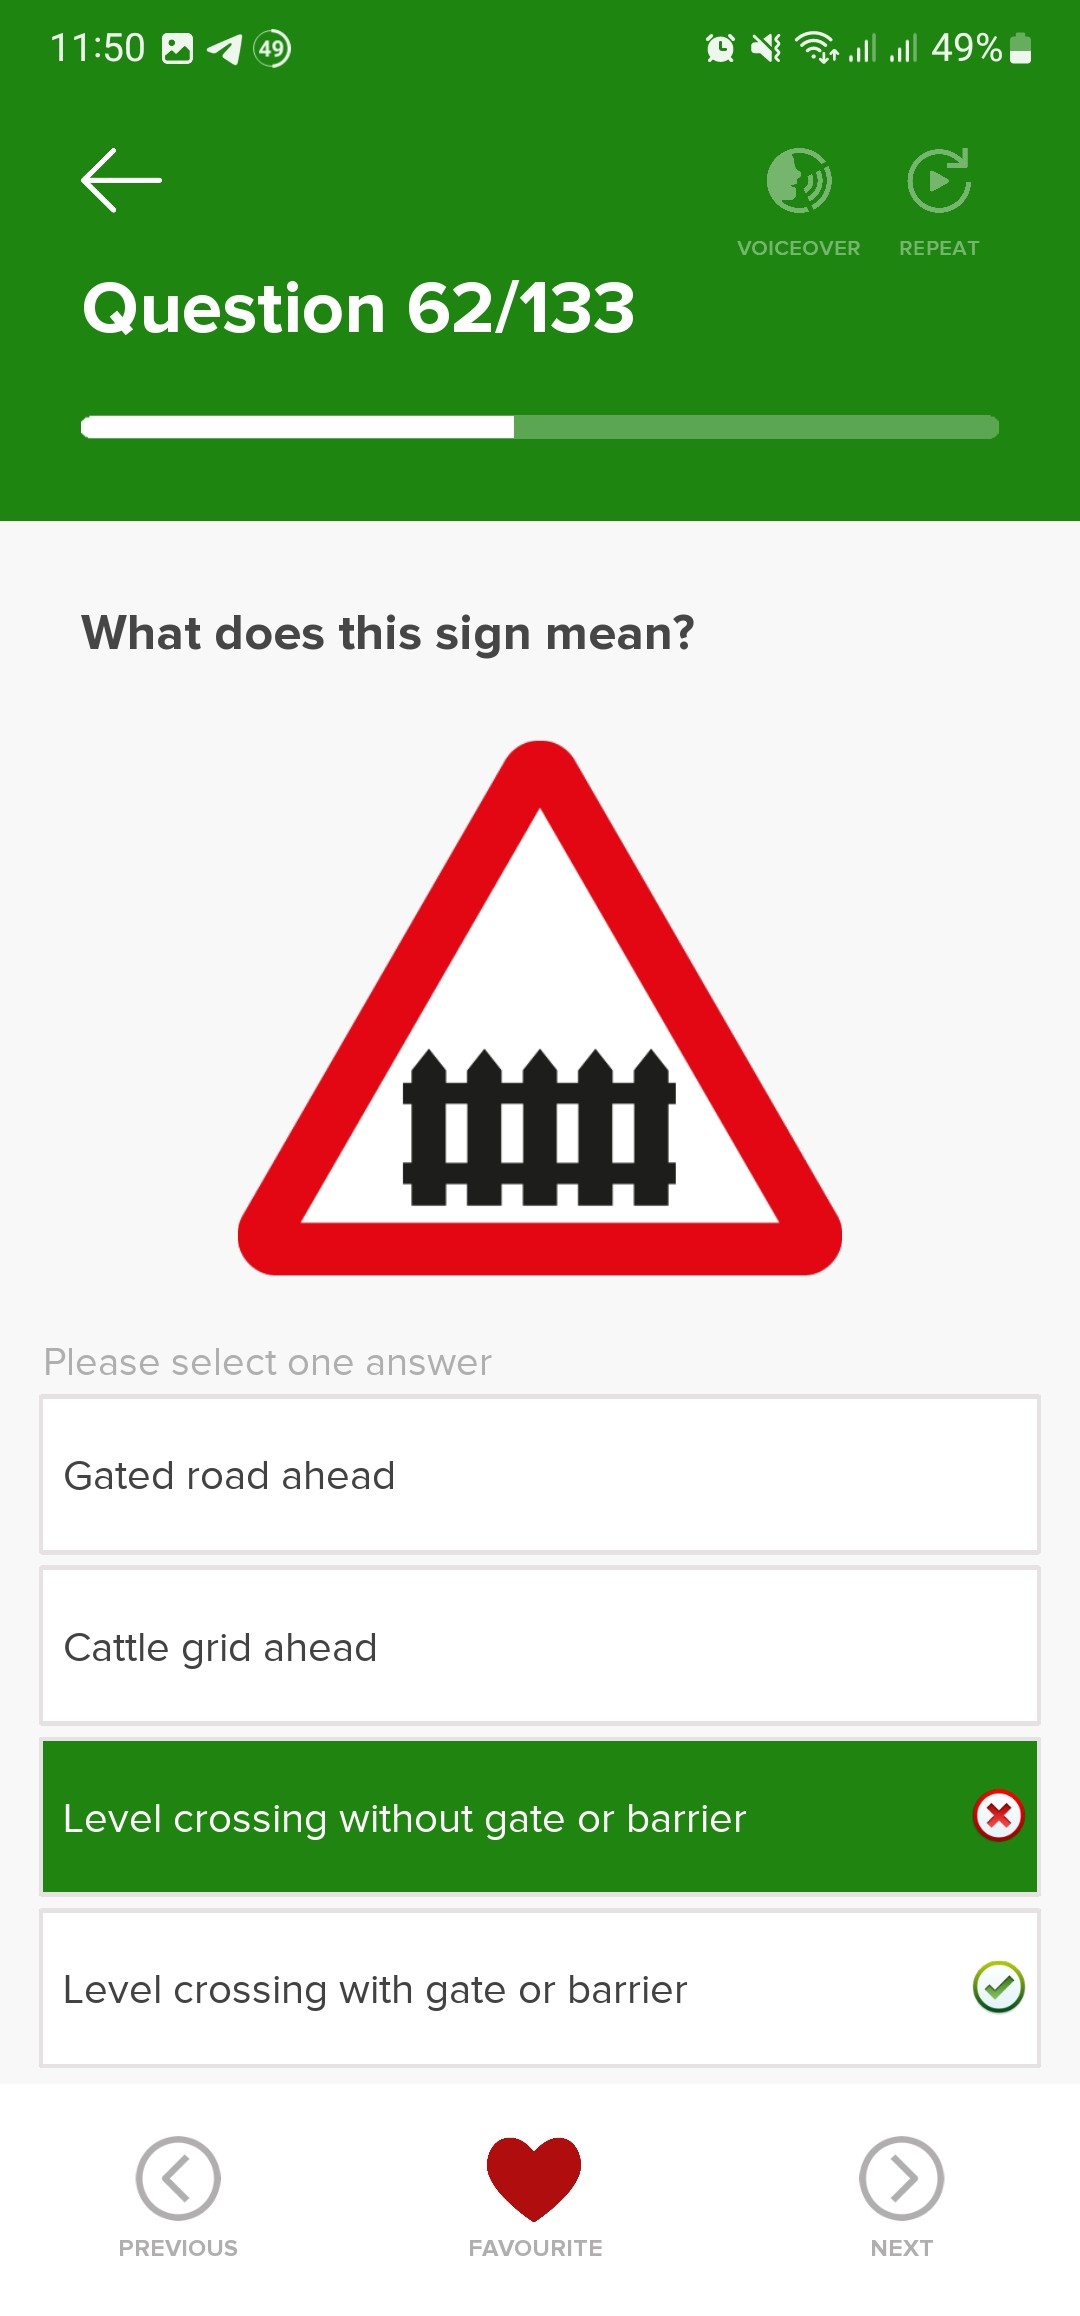 11:50 49 49%
VOICEOVER REPEAT
Question 62/133
What does this sign mean?
Please select one answer
Gated road ahead
Cattle grid ahead
Level crossing without gate or barrier
Level crossing with gate or barrier
PREVIOUS FAVOURITE NEXT